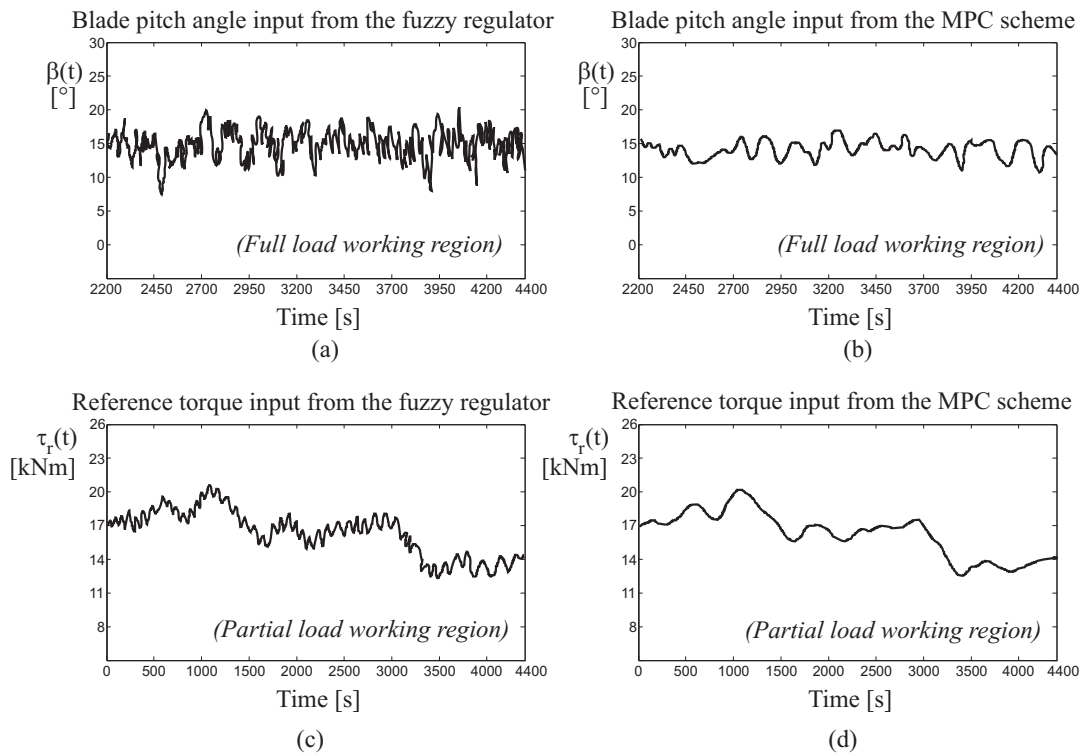 Blade pitch angle input from the fuzzy regulator
30
β(t)
[°]
25
20
15
10
5
0
(Full load working region)
2200 2450 2700 2950 3200 3450 3700 3950 4200 4400
Time [s]
(a)
Blade pitch angle input from the MPC scheme
30
β(t)
[°]
25
20
15
10
5
0
(Full load working region)
2200 2450 2700 2950 3200 3450 3700 3950 4200 4400
Time [s]
(b)
Reference torque input from the fuzzy regulator
26
τr(t)
[kNm]
23
20
17
14
11
8
(Partial load working region)
0 500 1000 1500 2000 2500 3000 3500 4000 4400
Time [s]
(c)
Reference torque input from the MPC scheme
26
τr(t)
[kNm]
23
20
17
14
11
8
(Partial load working region)
0 500 1000 1500 2000 2500 3000 3500 4000 4400
Time [s]
(d)